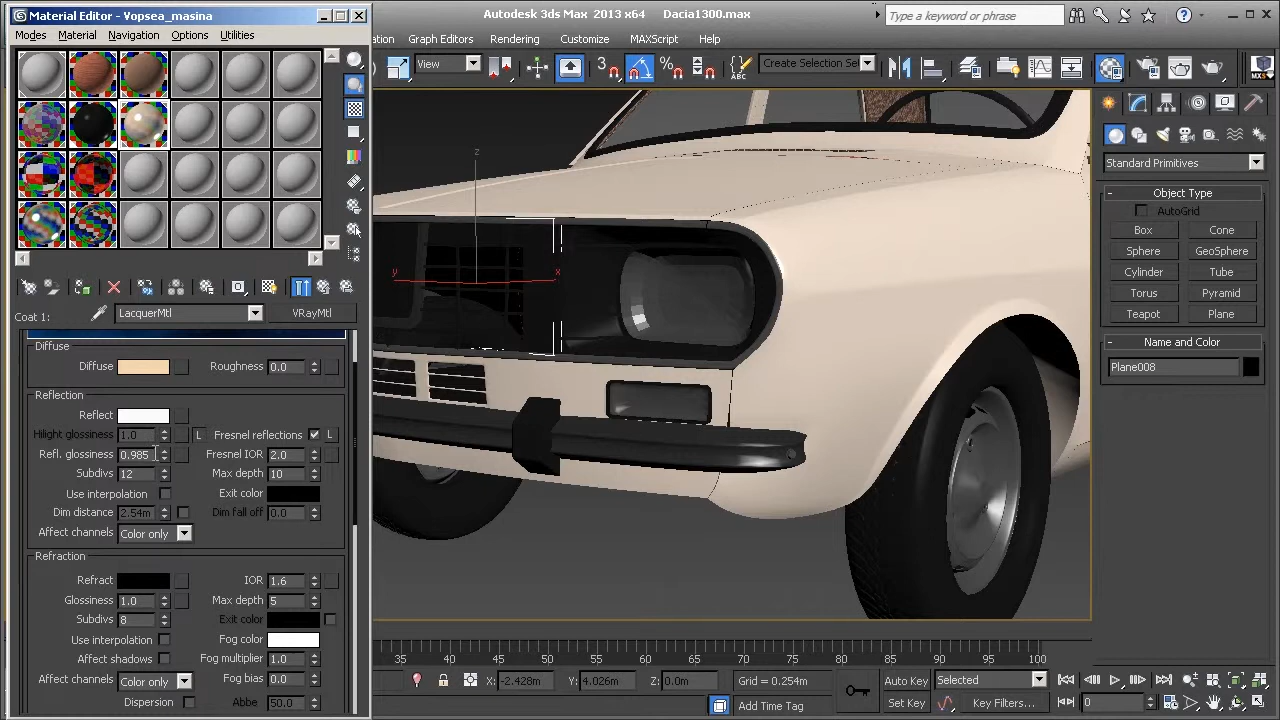 Material Editor - Vopsea_masina
Autodesk 3ds Max 2013 x64 Dacia1300.max
Type a keyword or phrase
Modes Material Navigation Options Utilities
ation Graph Editors Rendering Customize MAXScript Help
View
3
%
ABC
Create Selection Se
MXS
Standard Primitives
Object Type
AutoGrid
Box Cone
Sphere GeoSphere
Cylinder Tube
Torus Pyramid
Teapot Plane
Name and Color
Plane008
z
y
x
Coat 1: LacquerMtl VRayMtl
Diffuse
Diffuse Roughness 0.0
Reflection
Reflect
Hilight glossiness 1.0 L Fresnel reflections L
Refl. glossiness 0.985 Fresnel IOR 2.0
Subdivs 12 Max depth 10
Use interpolation Exit color
Dim distance 2.54m Dim fall off 0.0
Affect channels Color only
Refraction
Refract IOR 1.6
Glossiness 1.0 Max depth 5
Subdivs 8 Exit color
Use interpolation Fog color
Affect shadows Fog multiplier 1.0
Affect channels Color only Fog bias 0.0
Dispersion Abbe 50.0
35 40 45 50 55 60 65 70 75 80 85 90 95 100
X: -2.428m Y: 4.026m Z: 0.0m Grid = 0.254m
Auto Key Selected
Add Time Tag
Set Key Key Filters... 0